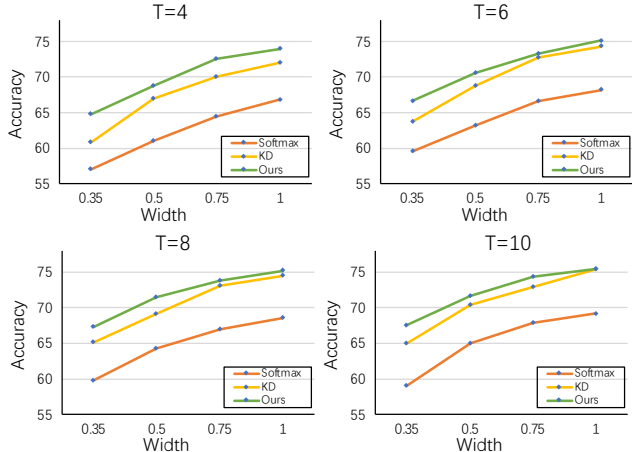 T=4
75
70
65
60
55
Accuracy
Softmax
KD
Ours
0.35 0.5 0.75 1
Width
T=6
75
70
65
60
55
Accuracy
Softmax
KD
Ours
0.35 0.5 0.75 1
Width
T=8
75
70
65
60
55
Accuracy
Softmax
KD
Ours
0.35 0.5 0.75 1
Width
T=10
75
70
65
60
55
Accuracy
Softmax
KD
Ours
0.35 0.5 0.75 1
Width